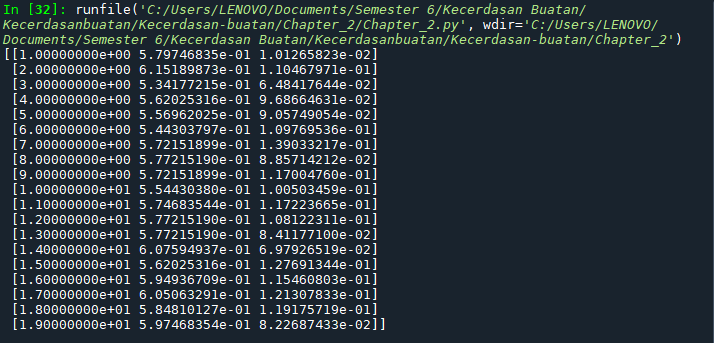 In [32]: runfile('C:/Users/LENOVO/Documents/Semester 6/Kecerdasan Buatan/
Kecerdasanbuatan/Kecerdasan-buatan/Chapter_2/Chapter_2.py', wdir='C:/Users/LENOVO/
Documents/Semester 6/Kecerdasan Buatan/Kecerdasanbuatan/Kecerdasan-buatan/Chapter_2')
[[1.00000000e+00 5.79746835e-01 1.01265823e-02]
[2.00000000e+00 6.15189873e-01 1.10467971e-01]
[3.00000000e+00 5.34177215e-01 6.48417644e-02]
[4.00000000e+00 5.62025316e-01 9.68664631e-02]
[5.00000000e+00 5.56962025e-01 9.05749054e-02]
[6.00000000e+00 5.44303797e-01 1.09769536e-01]
[7.00000000e+00 5.72151899e-01 1.39033217e-01]
[8.00000000e+00 5.77215190e-01 8.85714212e-02]
[9.00000000e+00 5.72151899e-01 1.17004760e-01]
[1.00000000e+01 5.54430380e-01 1.00503459e-01]
[1.10000000e+01 5.74683544e-01 1.17223665e-01]
[1.20000000e+01 5.77215190e-01 1.08122311e-01]
[1.30000000e+01 5.77215190e-01 8.41177100e-02]
[1.40000000e+01 6.07594937e-01 6.97926519e-02]
[1.50000000e+01 5.62025316e-01 1.27691344e-01]
[1.60000000e+01 5.94936709e-01 1.15460803e-01]
[1.70000000e+01 6.05063291e-01 1.21307833e-01]
[1.80000000e+01 5.84810127e-01 1.19175719e-01]
[1.90000000e+01 5.97468354e-01 8.22687433e-02]]